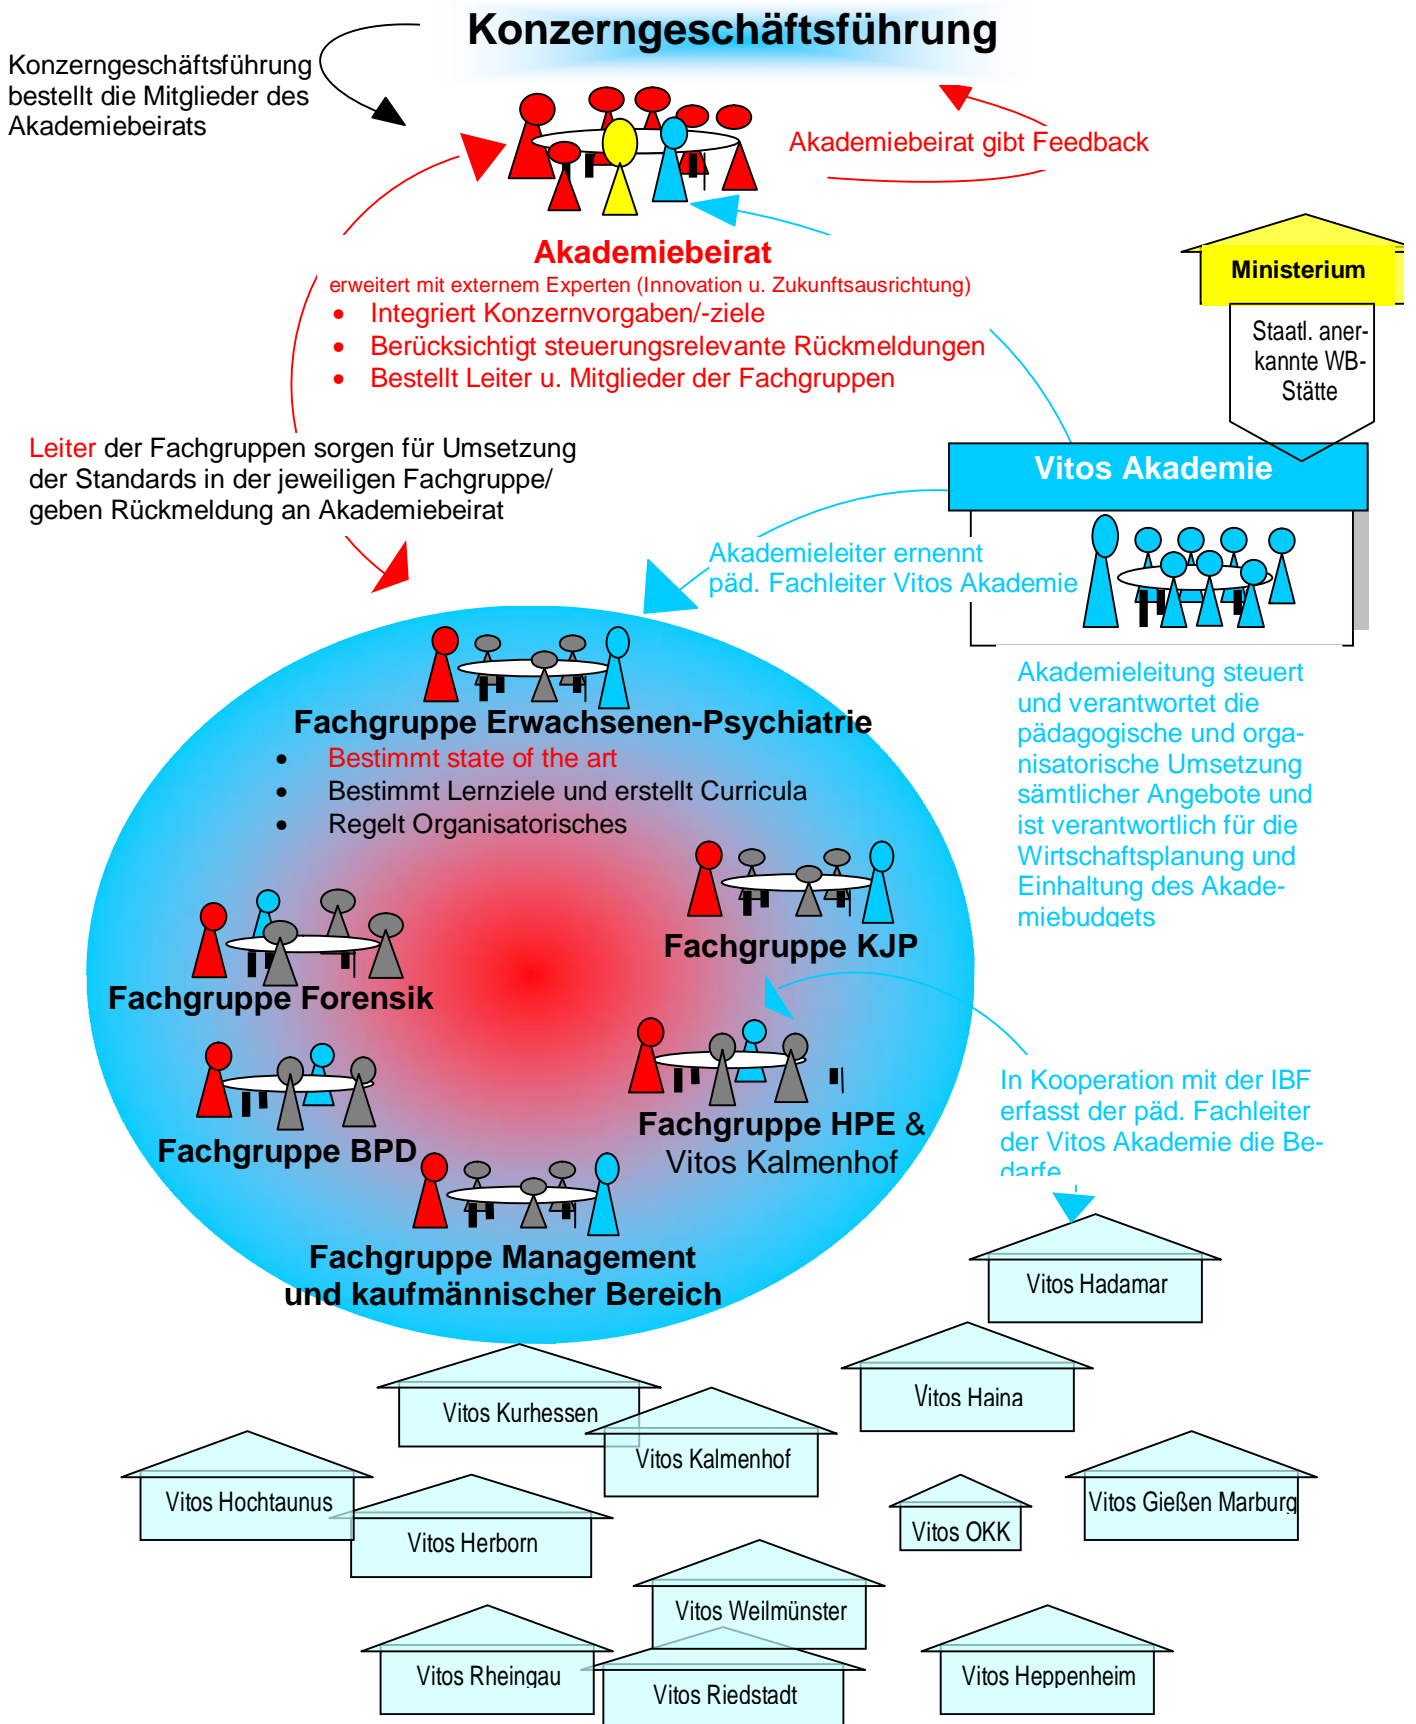 Konzerngeschäftsführung
Konzerngeschäftsführung
bestellt die Mitglieder des
Akademiebeirats
Akademiebeirat gibt Feedback
Akademiebeirat
erweitert mit externem Experten (Innovation u. Zukunftsausrichtung)
• Integriert Konzernvorgaben/-ziele
• Berücksichtigt steuerungsrelevante Rückmeldungen
• Bestellt Leiter u. Mitglieder der Fachgruppen
Ministerium
Staatl. aner-
kannte WB-
Stätte
Leiter der Fachgruppen sorgen für Umsetzung
der Standards in der jeweiligen Fachgruppe/
geben Rückmeldung an Akademiebeirat
Vitos Akademie
Akademieleiter ernennt
päd. Fachleiter Vitos Akademie
Akademieleitung steuert
und verantwortet die
pädagogische und orga-
nisatorische Umsetzung
sämtlicher Angebote und
ist verantwortlich für die
Wirtschaftsplanung und
Einhaltung des Akade-
miebudgets
Fachgruppe Erwachsenen-Psychiatrie
• Bestimmt state of the art
• Bestimmt Lernziele und erstellt Curricula
• Regelt Organisatorisches
Fachgruppe KJP
Fachgruppe Forensik
Fachgruppe HPE &
Vitos Kalmenhof
Fachgruppe BPD
Fachgruppe Management
und kaufmännischer Bereich
In Kooperation mit der IBF
erfasst der päd. Fachleiter
der Vitos Akademie die Be-
darfe
Vitos Hadamar
Vitos Haina
Vitos Kurhessen
Vitos Kalmenhof
Vitos Hochtaunus
Vitos Herborn
Vitos OKK
Vitos Gießen Marburg
Vitos Weilmünster
Vitos Rheingau
Vitos Riedstadt
Vitos Heppenheim